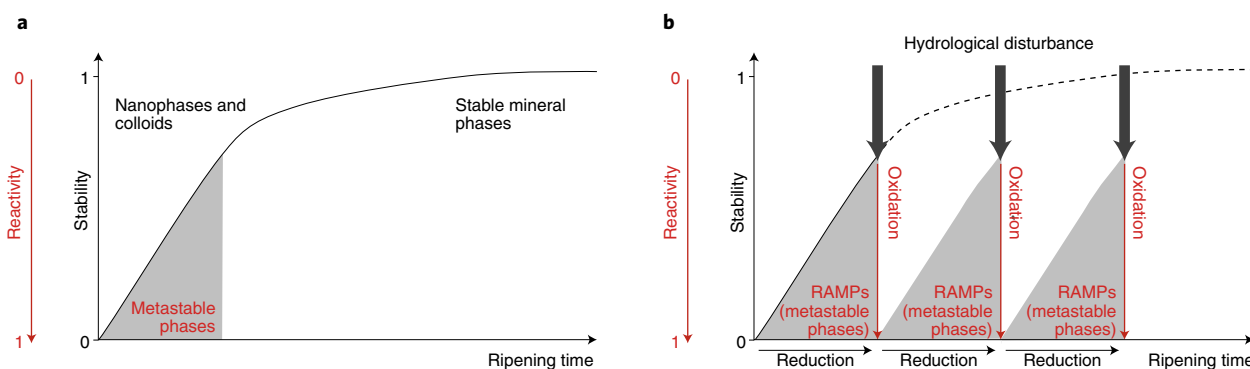 a
0
1
Reactivity
Stability
1
0
Nanophases and
colloids
Stable mineral
phases
Metastable
phases
Ripening time
b
Hydrological disturbance
0
1
Reactivity
Stability
1
0
Oxidation
Oxidation
Oxidation
RAMPs
(metastable
phases)
RAMPs
(metastable
phases)
RAMPs
(metastable
phases)
Reduction
Reduction
Reduction
Ripening time